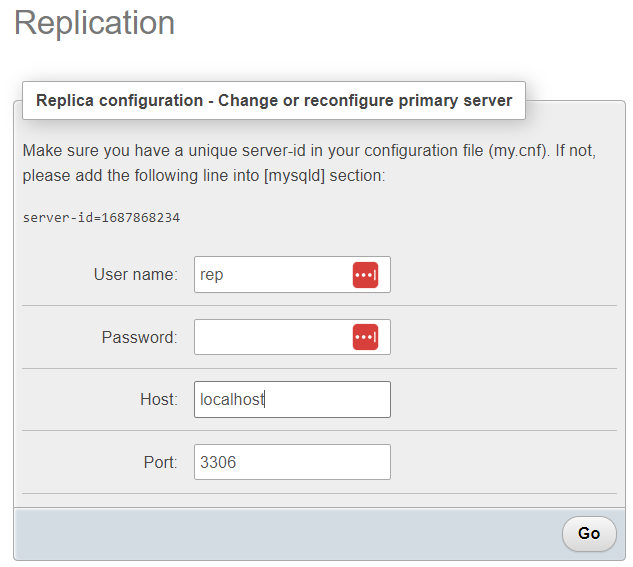 Replication
Replica configuration - Change or reconfigure primary server
Make sure you have a unique server-id in your configuration file (my.cnf). If not,
please add the following line into [mysqld] section:
server-id=1687868234
User name: rep
Password:
Host: localhost
Port: 3306
Go